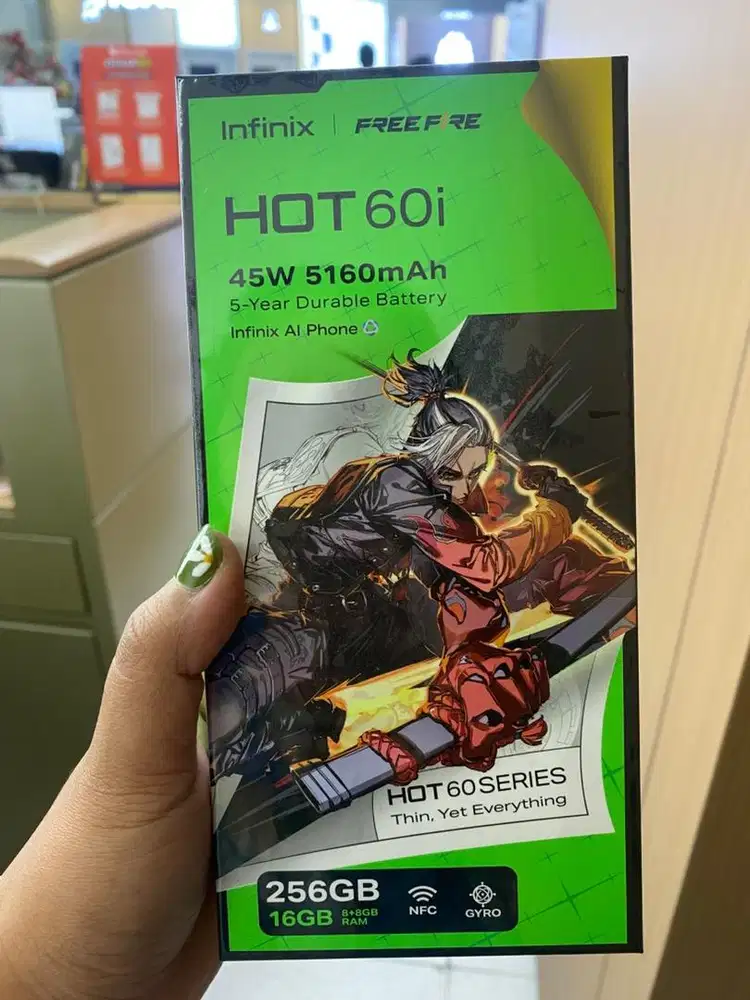 Infinix | FREE FIRE
HOT 60i
45W 5160mAh
5-Year Durable Battery
Infinix AI Phone
HOT 60 SERIES
Thin, Yet Everything
256GB
16GB 8+8GB RAM
NFC
GYRO